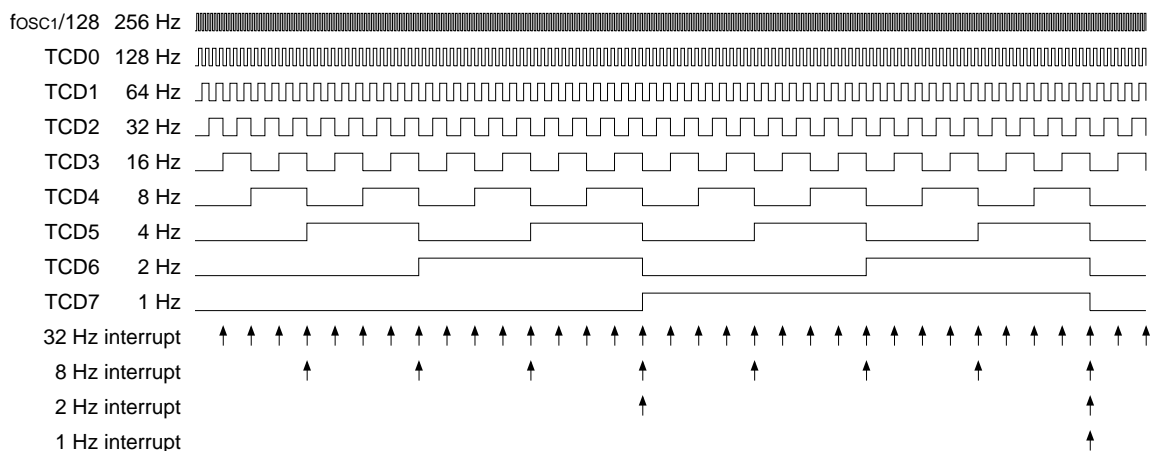 fOSC1/128 256 Hz
TCD0 128 Hz
TCD1 64 Hz
TCD2 32 Hz
TCD3 16 Hz
TCD4 8 Hz
TCD5 4 Hz
TCD6 2 Hz
TCD7 1 Hz
32 Hz interrupt
8 Hz interrupt
2 Hz interrupt
1 Hz interrupt